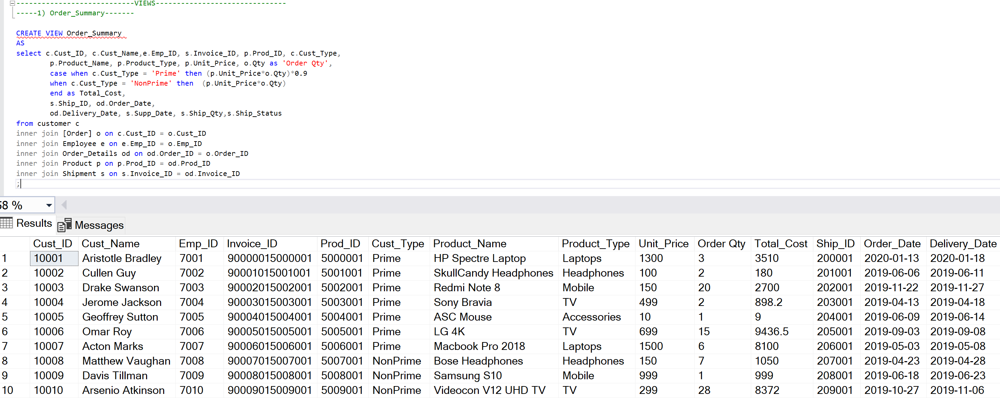 ----------------------------VIEWS-------------------------------
-----1) Order_Summary-------
CREATE VIEW Order_Summary
AS
select c.Cust_ID, c.Cust_Name,e.Emp_ID, s.Invoice_ID, p.Prod_ID, c.Cust_Type,
p.Product_Name, p.Product_Type, p.Unit_Price, o.Qty as 'Order Qty',
case when c.Cust_Type = 'Prime' then (p.Unit_Price*o.Qty)*0.9
when c.Cust_Type = 'NonPrime' then  (p.Unit_Price*o.Qty)
end as Total_Cost,
s.Ship_ID, od.Order_Date,
od.Delivery_Date, s.Supp_Date, s.Ship_Qty,s.Ship_Status
from customer c
inner join [Order] o on c.Cust_ID = o.Cust_ID
inner join Employee e on e.Emp_ID = o.Emp_ID
inner join Order_Details od on od.Order_ID = o.Order_ID
inner join Product p on p.Prod_ID = od.Prod_ID
inner join Shipment s on s.Invoice_ID = od.Invoice_ID
;
58 %
Results Messages
Cust_ID Cust_Name Emp_ID Invoice_ID Prod_ID Cust_Type Product_Name Product_Type Unit_Price Order Qty Total_Cost Ship_ID Order_Date Delivery_Date
1 10001 Aristotle Bradley 7001 90000015000001 5000001 Prime HP Spectre Laptop Laptops 1300 3 3510 200001 2020-01-13 2020-01-18
2 10002 Cullen Guy 7002 90001015001001 5001001 Prime SkullCandy Headphones Headphones 100 2 180 201001 2019-06-06 2019-06-11
3 10003 Drake Swanson 7003 90002015002001 5002001 Prime Redmi Note 8 Mobile 150 20 2700 202001 2019-11-22 2019-11-27
4 10004 Jerome Jackson 7004 90003015003001 5003001 Prime Sony Bravia TV 499 2 898.2 203001 2019-04-13 2019-04-18
5 10005 Geoffrey Sutton 7005 90004015004001 5004001 Prime ASC Mouse Accessories 10 1 9 204001 2019-06-09 2019-06-14
6 10006 Omar Roy 7006 90005015005001 5005001 Prime LG 4K TV 699 15 9436.5 205001 2019-09-03 2019-09-08
7 10007 Acton Marks 7007 90006015006001 5006001 Prime Macbook Pro 2018 Laptops 1500 6 8100 206001 2019-05-03 2019-05-08
8 10008 Matthew Vaughan 7008 90007015007001 5007001 NonPrime Bose Headphones Headphones 150 7 1050 207001 2019-04-23 2019-04-28
9 10009 Davis Tillman 7009 90008015008001 5008001 NonPrime Samsung S10 Mobile 999 1 999 208001 2019-06-18 2019-06-23
10 10010 Arsenio Atkinson 7010 90009015009001 5009001 NonPrime Videocon V12 UHD TV TV 299 28 8372 209001 2019-10-27 2019-11-06